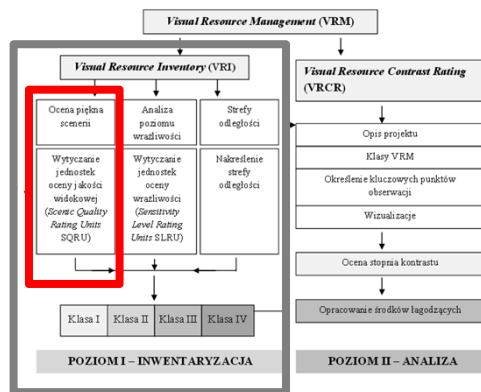 Visual Resource Management (VRM)
Visual Resource Inventory (VRI)
Ocena piękna
scenerii
Analiza
poziomu
wrażliwości
Strefy
odległości
Wytyczanie
jednostek
oceny jakości
widokowej
(Scenic Quality
Rating Units
SQRU)
Wytyczanie
jednostek
oceny
wrażliwości
(Sensitivity
Level Rating
Units SLRU)
Nakreślenie
strefy
odległości
Klasa I
Klasa II
Klasa III
Klasa IV
POZIOM I – INWENTARYZACJA
Visual Resource Contrast Rating
(VRCR)
Opis projektu
Klasy VRM
Określenie kluczowych punktów
obserwacji
Wizualizacje
Ocena stopnia kontrastu
Opracowanie środków łagodzących
POZIOM II – ANALIZA